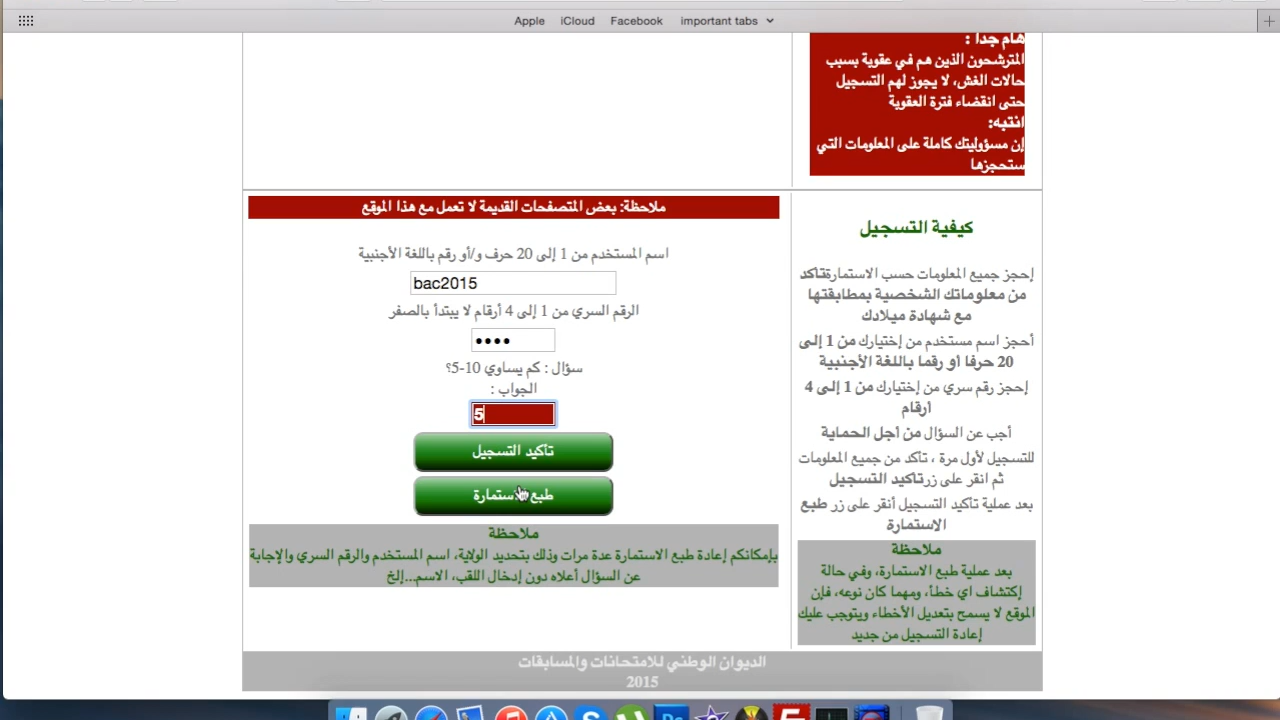 Apple iCloud Facebook important tabs
هام جدا :
المترشحون الذين هم في عقوبة بسبب
حالات الغش، لا يجوز لهم التسجيل
حتى انقضاء فترة العقوبة
انتبه:
إن مسؤوليتك كاملة على المعلومات التي
ستحجزها
ملاحظة: بعض المتصفحات القديمة لا تعمل مع هذا الموقع
اسم المستخدم من 1 إلى 20 حرف و/أو رقم باللغة الأجنبية
bac2015
الرقم السري من 1 إلى 4 أرقام لا يبتدأ بالصفر
••••
سؤال : كم يساوي 10-5؟
الجواب :
5
تأكيد التسجيل
طبع الاستمارة
ملاحظة
بإمكانكم إعادة طبع الاستمارة عدة مرات وذلك بتحديد الولاية، اسم المستخدم والرقم السري والإجابة
عن السؤال أعلاه دون إدخال اللقب، الاسم...إلخ
كيفية التسجيل
إحجز جميع المعلومات حسب الاستمارةتاكد
من معلوماتك الشخصية بمطابقتها
مع شهادة ميلادك
أحجز اسم مستخدم من إختيارك من 1 إلى
20 حرفا أو رقما باللغة الأجنبية
إحجز رقم سري من إختيارك من 1 إلى 4
أرقام
أجب عن السؤال من أجل الحماية
للتسجيل لأول مرة ، تأكد من جميع المعلومات
ثم انقر على زر تاكيد التسجيل
بعد عملية تأكيد التسجيل أنقر على زر طبع
الاستمارة
ملاحظة
بعد عملية طبع الاستمارة، وفي حالة
إكتشاف اي خطأ، ومهما كان نوعه، فإن
الموقع لا يسمح بتعديل الأخطاء ويتوجب عليك
إعادة التسجيل من جديد
الديوان الوطني للامتحانات والمسابقات
2015